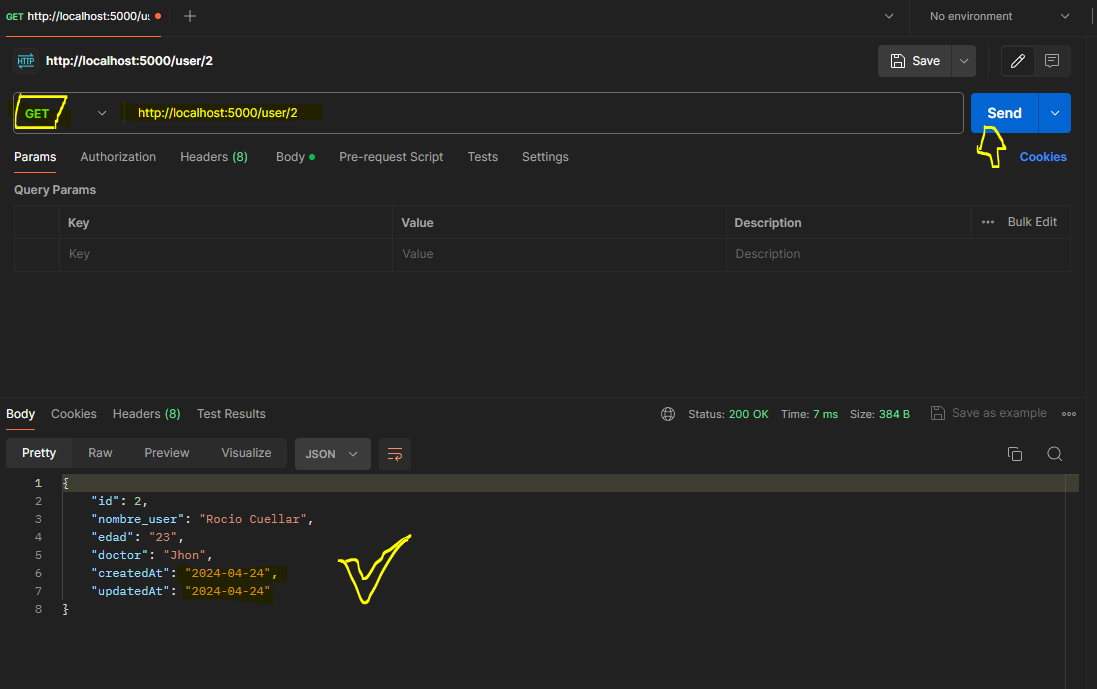 GET http://localhost:5000/us
No environment
HTTP http://localhost:5000/user/2
Save
GET http://localhost:5000/user/2
Send
Params Authorization Headers (8) Body Pre-request Script Tests Settings Cookies
Query Params
Key Value Description Bulk Edit
Key Value Description
Body Cookies Headers (8) Test Results Status: 200 OK Time: 7 ms Size: 384 B Save as example
Pretty Raw Preview Visualize JSON
1 {
2 "id": 2,
3 "nombre_user": "Rocio Cuellar",
4 "edad": "23",
5 "doctor": "Jhon",
6 "createdAt": "2024-04-24",
7 "updatedAt": "2024-04-24"
8 }